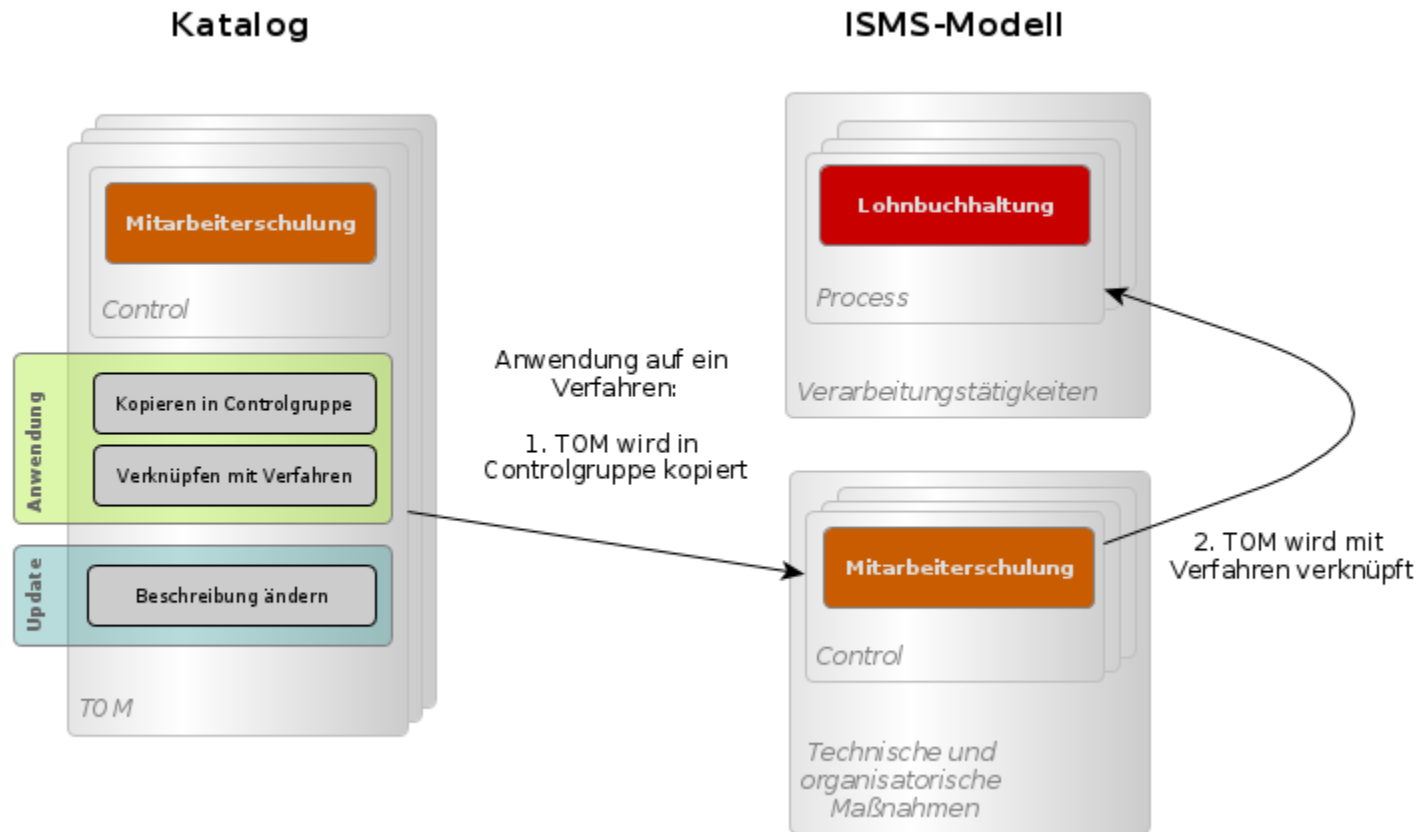 Katalog
Mitarbeiterschulung
Control
Anwendung
Kopieren in Controlgruppe
Verknüpfen mit Verfahren
Update
Beschreibung ändern
TOM
Anwendung auf ein
Verfahren:
1. TOM wird in
Controlgruppe kopiert
ISMS-Modell
Lohnbuchhaltung
Process
Verarbeitungstätigkeiten
Mitarbeiterschulung
Control
Technische und
organisatorische
Maßnahmen
2. TOM wird mit
Verfahren verknüpft